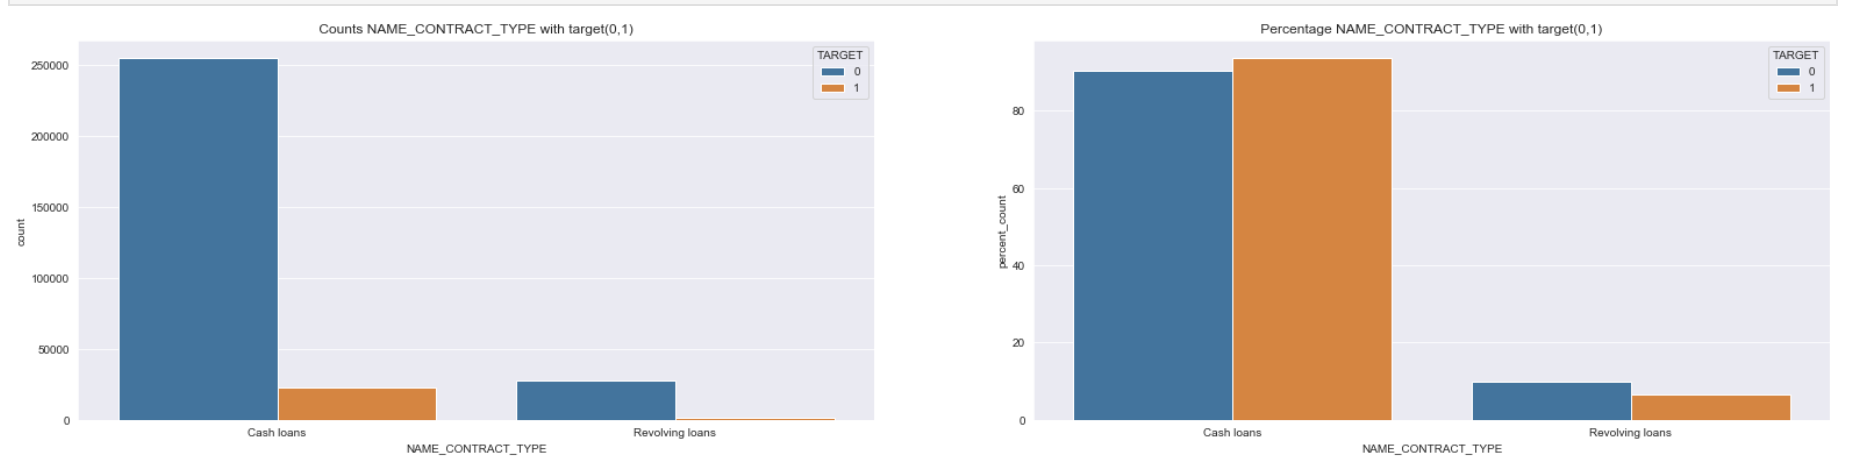 Counts NAME_CONTRACT_TYPE with target(0,1)
TARGET
0
1
250000
200000
150000
100000
50000
0
count
Cash loans
Revolving loans
NAME_CONTRACT_TYPE
Percentage NAME_CONTRACT_TYPE with target(0,1)
TARGET
0
1
80
60
40
20
0
percent_count
Cash loans
Revolving loans
NAME_CONTRACT_TYPE